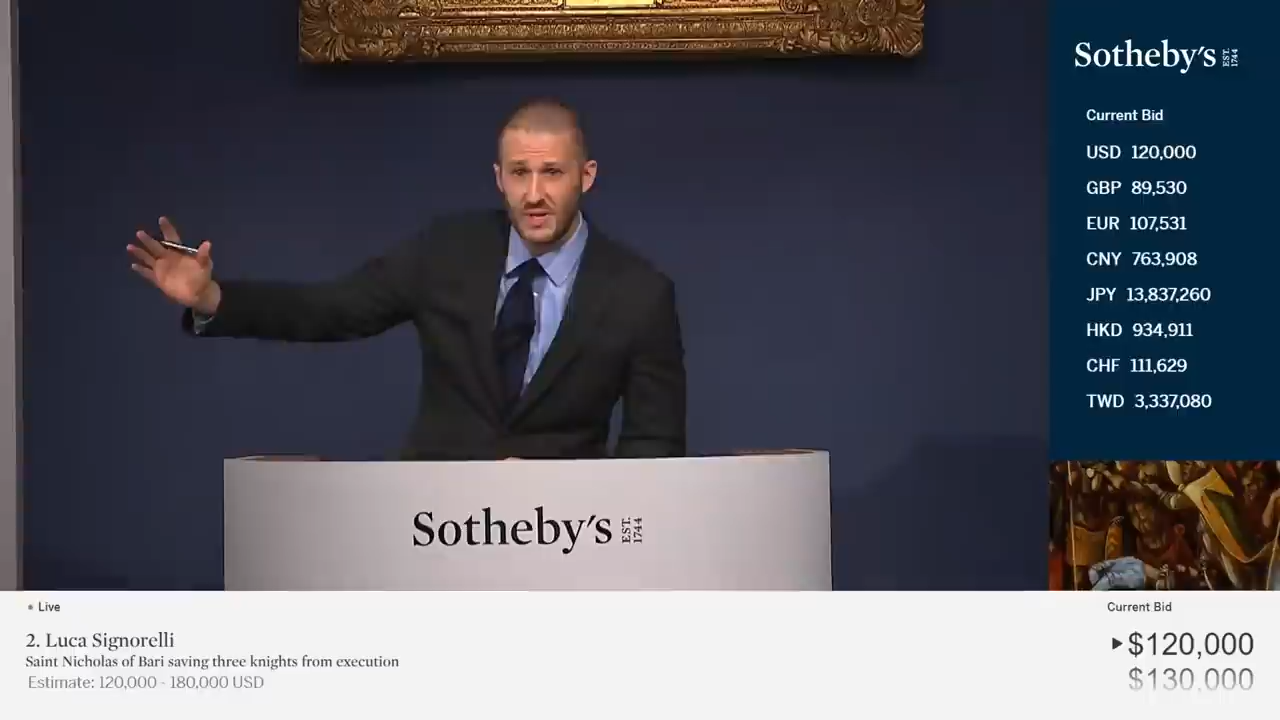 Sotheby's EST. 1744
Current Bid
USD 120,000
GBP 89,530
EUR 107,531
CNY 763,908
JPY 13,837,260
HKD 934,911
CHF 111,629
TWD 3,337,080
Sotheby's EST. 1744
Live
2. Luca Signorelli
Saint Nicholas of Bari saving three knights from execution
Estimate: 120,000 - 180,000 USD
Current Bid
$120,000
$130,000